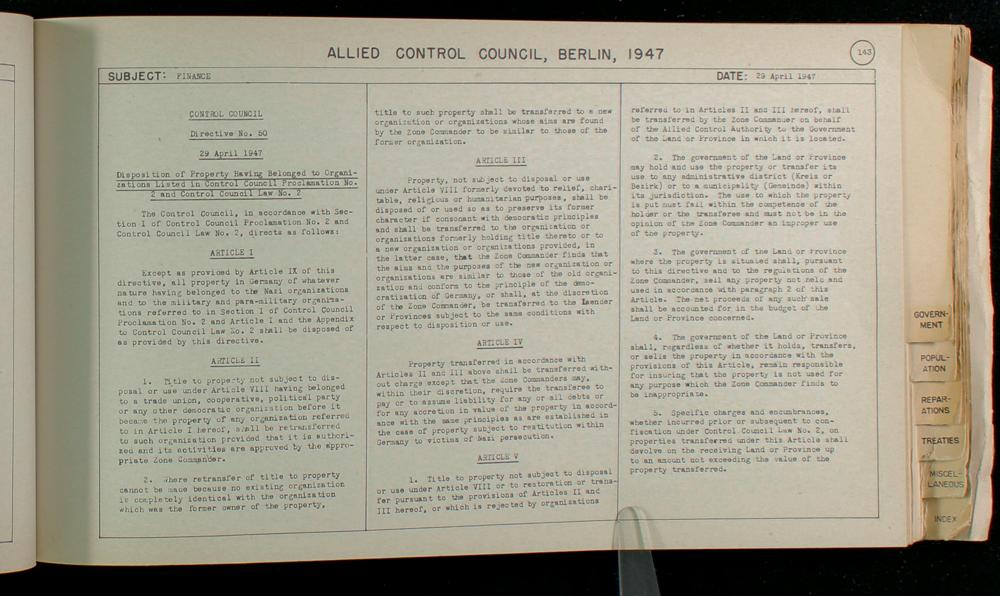 ALLIED CONTROL COUNCIL, BERLIN, 1947
143
SUBJECT: FINANCE
DATE: 29 April 1947
CONTROL COUNCIL
Directive No. 50
29 April 1947
Disposition of Property Having Belonged to Organi-
zations Listed in Control Council Proclamation No.
2 and Control Council Law No. 2
The Control Council, in accordance with Sec-
tion I of Control Council Proclamation No. 2 and
Control Council Law No. 2, directs as follows:
ARTICLE I
Except as provided by Article IX of this
directive, all property in Germany of whatever
nature having belonged to the Nazi organizations
and to the military and para-military organiza-
tions referred to in Section I of Control Council
Proclamation No. 2 and Article I and the Appendix
to Control Council Law No. 2 shall be disposed of
as provided by this directive.
ARTICLE II
1. Title to property not subject to dis-
posal or use under Article VIII having belonged
to a trade union, cooperative, political party
or any other democratic organization before it
became the property of any organization referred
to in Article I hereof, shall be retransferred
to such organization provided that it is authori-
zed and its activities are approved by the appro-
priate Zone Commander.
2. Where retransfer of title to property
cannot be made because no existing organization
is completely identical with the organization
which was the former owner of the property,
title to such property shall be transferred to a new
organization or organizations whose aims are found
by the Zone Commander to be similar to those of the
former organization.
ARTICLE III
Property, not subject to disposal or use
under Article VIII formerly devoted to relief, chari-
table, religious or humanitarian purposes, shall be
disposed of or used so as to preserve its former
character if consonant with democratic principles
and shall be transferred to the organization or
organizations formerly holding title thereto or to
a new organization or organizations provided, in
the latter case, that the Zone Commander finds that
the aims and the purposes of the new organization or
organizations are similar to those of the old organi-
zation and conform to the principle of the demo-
cratization of Germany, or shall, at the discretion
of the Zone Commander, be transferred to the Laender
or Provinces subject to the same conditions with
respect to disposition or use.
ARTICLE IV
Property transferred in accordance with
Articles II and III above shall be transferred with-
out charge except that the Zone Commanders may,
within their discretion, require the transferee to
pay or to assume liability for any or all debts or
for any accretion in value of the property in accord-
ance with the same principles as are established in
the case of property subject to restitution within
Germany to victims of Nazi persecution.
ARTICLE V
1. Title to property not subject to disposal
or use under Article VIII or to restoration or trans-
fer pursuant to the provisions of Articles II and
III hereof, or which is rejected by organizations
referred to in Articles II and III hereof, shall
be transferred by the Zone Commander on behalf
of the Allied Control Authority to the Government
of the Land or Province in which it is located.
2. The government of the Land or Province
may hold and use the property or transfer its
use to any administrative district (Kreis or
Bezirk) or to a municipality (Gemeinde) within
its jurisdiction. The use to which the property
is put must fall within the competence of the
holder or the transferee and must not be in the
opinion of the Zone Commander an improper use
of the property.
3. The government of the Land or Province
where the property is situated shall, pursuant
to this directive and to the regulations of the
Zone Commander, sell any property not held and
used in accordance with paragraph 2 of this
Article. The net proceeds of any such sale
shall be accounted for in the budget of the
Land or Province concerned.
4. The government of the Land or Province
shall, regardless of whether it holds, transfers,
or sells the property in accordance with the
provisions of this Article, remain responsible
for insuring that the property is not used for
any purpose which the Zone Commander finds to
be inappropriate.
5. Specific charges and encumbrances,
whether incurred prior or subsequent to con-
fiscation under Control Council Law No. 2, on
properties transferred under this Article shall
devolve on the receiving Land or Province up
to an amount not exceeding the value of the
property transferred.
GOVERN-
MENT
POPUL-
ATION
REPAR-
ATIONS
TREATIES
MISCEL-
LANEOUS
INDEX